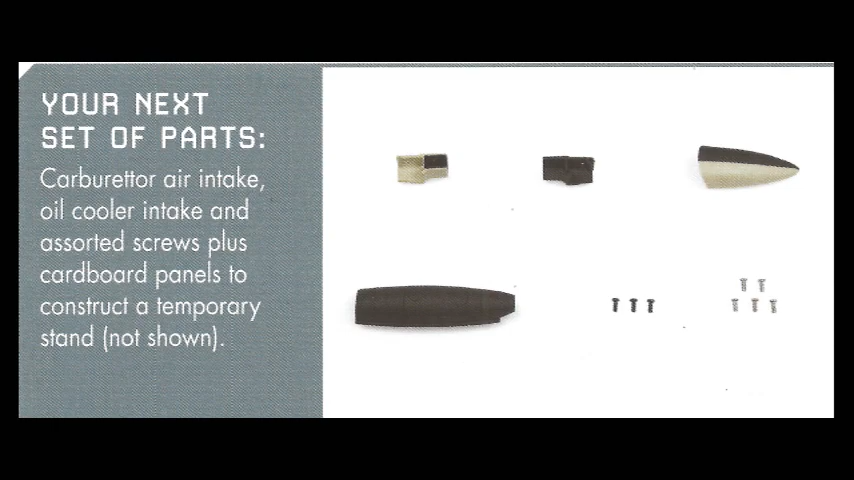 YOUR NEXT
SET OF PARTS:
Carburettor air intake,
oil cooler intake and
assorted screws plus
cardboard panels to
construct a temporary
stand (not shown).